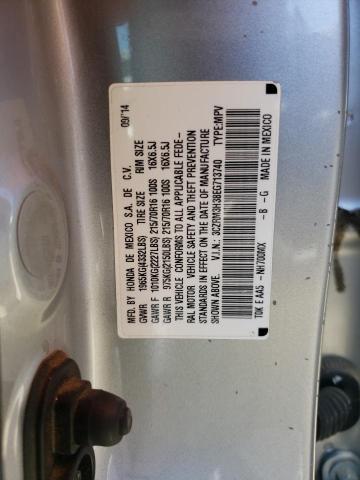 MFD. BY HONDA DE MEXICO S.A. DE C.V. 09/'14
GVWR 1965KG(4332LBS) TIRE SIZE RIM SIZE
GAWR F 1010KG(2227LBS) 215/70R16 100S 16X6.5J
GAWR R 975KG(2150LBS) 215/70R16 100S 16X6.5J
THIS VEHICLE CONFORMS TO ALL APPLICABLE FEDE-
RAL MOTOR VEHICLE SAFETY AND THEFT PREVENTION
STANDARDS IN EFFECT ON THE DATE OF MANUFACTURE
SHOWN ABOVE. V.I.N.: 3CZRM3H38EG713740 TYPE:MPV
TOK E AA5 -NH700MX -B -G MADE IN MEXICO